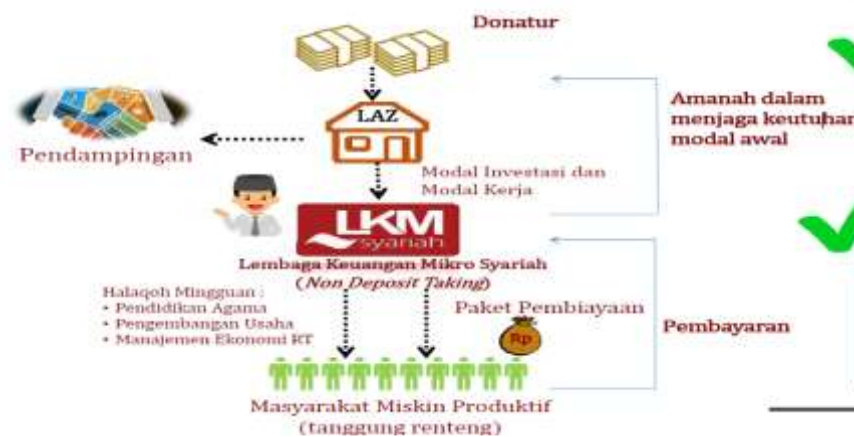 Donatur
LAZ
Pendampingan
Amanah dalam
menjaga keutuhan
modal awal
Modal Investasi dan
Modal Kerja
LKM
syariah
Lembaga Keuangan Mikro Syariah
(Non Deposit Taking)
Halaqoh Mingguan :
• Pendidikan Agama
• Pengembangan Usaha
• Manajemen Ekonomi RT
Paket Pembiayaan
Rp
Pembayaran
Masyarakat Miskin Produktif
(tanggung renteng)